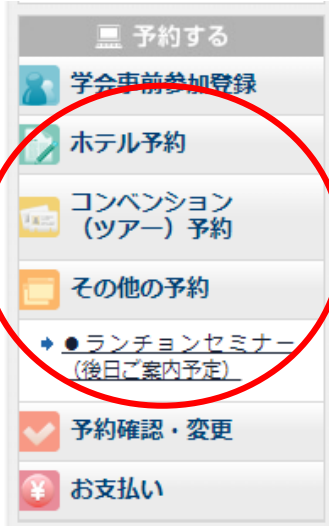 予約する
学会事前参加登録
ホテル予約
コンベンション
(ツアー)予約
その他の予約
●ランチョンセミナー
(後日ご案内予定)
予約確認・変更
お支払い